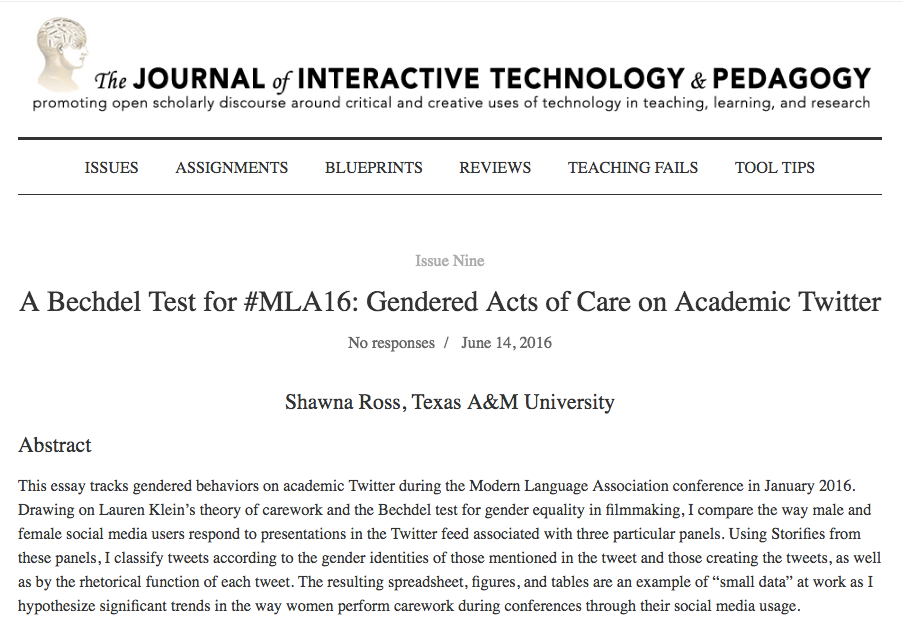 The JOURNAL of INTERACTIVE TECHNOLOGY & PEDAGOGY
promoting open scholarly discourse around critical and creative uses of technology in teaching, learning, and research
ISSUES ASSIGNMENTS BLUEPRINTS REVIEWS TEACHING FAILS TOOL TIPS
Issue Nine
A Bechdel Test for #MLA16: Gendered Acts of Care on Academic Twitter
No responses / June 14, 2016
Shawna Ross, Texas A&M University
Abstract
This essay tracks gendered behaviors on academic Twitter during the Modern Language Association conference in January 2016.
Drawing on Lauren Klein’s theory of carework and the Bechdel test for gender equality in filmmaking, I compare the way male and
female social media users respond to presentations in the Twitter feed associated with three particular panels. Using Storifies from
these panels, I classify tweets according to the gender identities of those mentioned in the tweet and those creating the tweets, as well
as by the rhetorical function of each tweet. The resulting spreadsheet, figures, and tables are an example of “small data” at work as I
hypothesize significant trends in the way women perform carework during conferences through their social media usage.